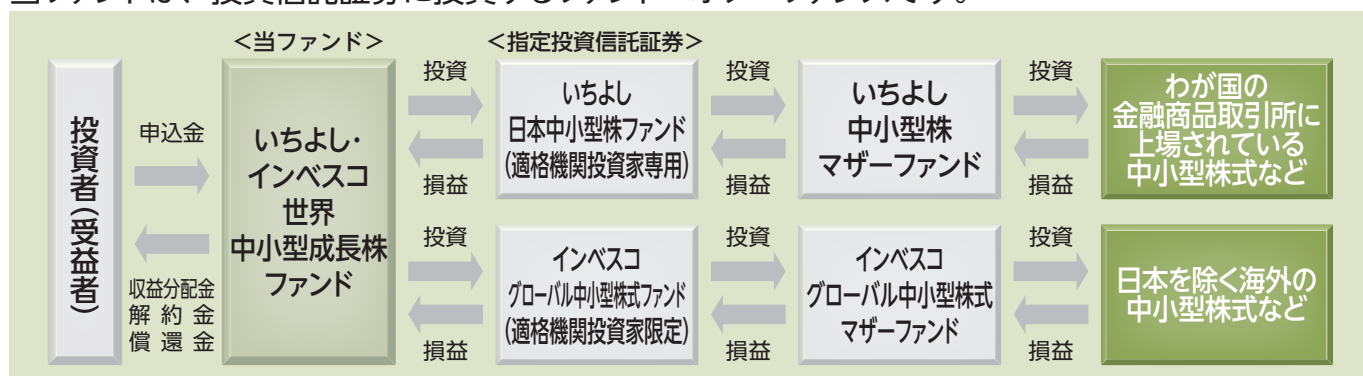 当ファンドは、投資信託証券に投資するファンド・オブ・ファンズです。
<当ファンド>
<指定投資信託証券>
投資者(受益者)
申込金
収益分配金
解約金
償還金
いちよし・
インベスコ
世界
中小型成長株
ファンド
投資
損益
いちよし
日本中小型株ファンド
(適格機関投資家専用)
投資
損益
いちよし
中小型株
マザーファンド
投資
損益
わが国の
金融商品取引所に
上場されている
中小型株式など
投資
損益
インベスコ
グローバル中小型株式ファンド
(適格機関投資家限定)
投資
損益
インベスコ
グローバル中小型株式
マザーファンド
投資
損益
日本を除く海外の
中小型株式など